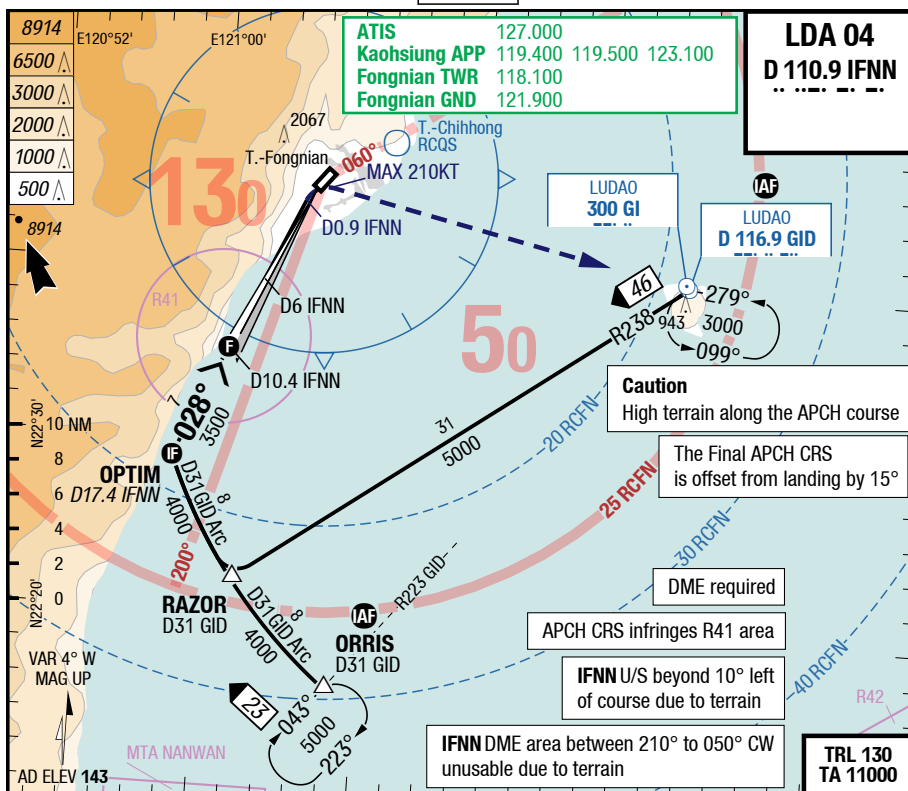 8914
6500
3000
2000
1000
500
8914
E120°52'
E121°00'
ATIS 127.000
Kaohsiung APP 119.400 119.500 123.100
Fongnian TWR 118.100
Fongnian GND 121.900
LDA 04
D 110.9 IFNN
2067
T.-Chihhong
RCQS
T.-Fongnian
060°
MAX 210KT
130
D0.9 IFNN
IAF
LUDAO
300 GI
LUDAO
D 116.9 GID
R41
D6 IFNN
46
279°
R238
943
3000
099°
50
F
D10.4 IFNN
Caution
High terrain along the APCH course
7
028°
3500
N22°30'
10 NM
8
6
4
2
0
N22°20'
31
5000
20 RCFN
IF
OPTIM
D17.4 IFNN
The Final APCH CRS
is offset from landing by 15°
D31 GID Arc
8
4000
25 RCFN
30 RCFN
200°
RAZOR
D31 GID
D31 GID Arc
8
4000
R223 GID
IAF
ORRIS
D31 GID
DME required
APCH CRS infringes R41 area
40 RCFN
VAR 4° W
MAG UP
IFNN U/S beyond 10° left
of course due to terrain
R42
23
043°
5000
223°
MTA NANWAN
IFNN DME area between 210° to 050° CW
unusable due to terrain
AD ELEV 143
TRL 130
TA 11000